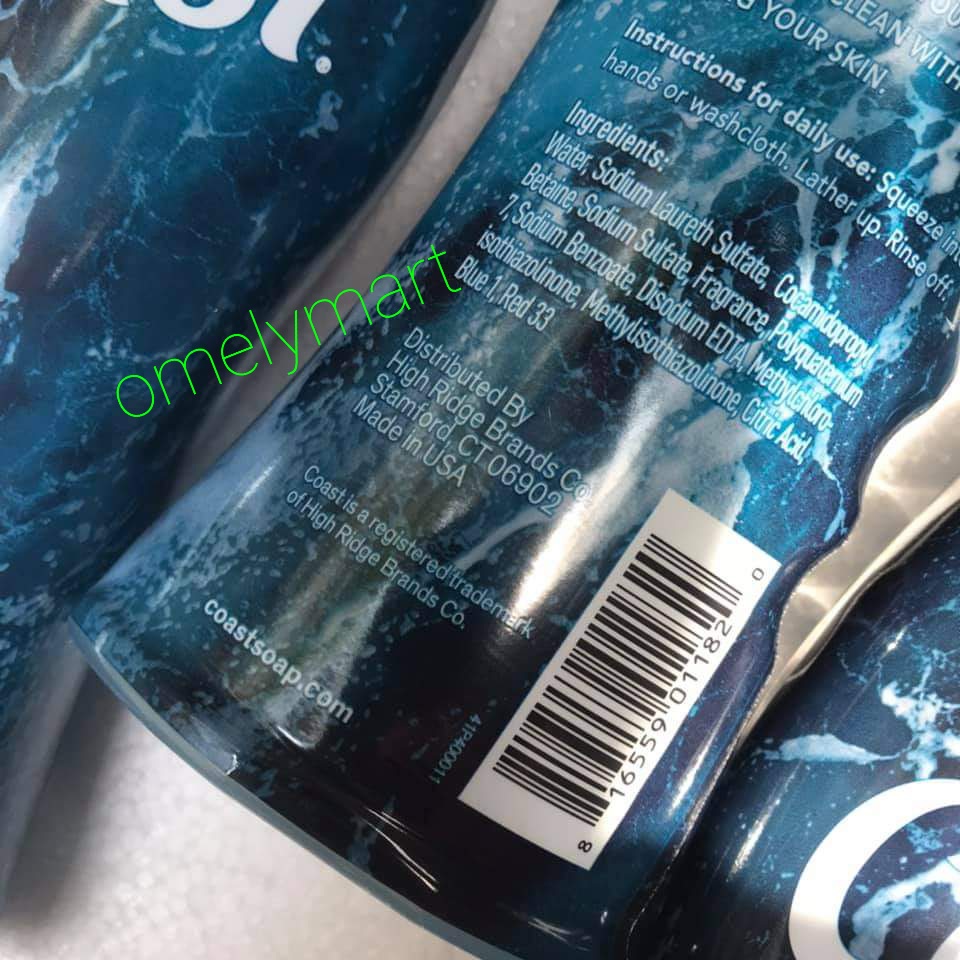 CLEAN WITH
YOUR SKIN.
Instructions for daily use: Squeeze
hands or washcloth. Lather up. Rinse off.
Ingredients:
Water, Sodium Laureth Sulfate, Cocamidopropyl
Betaine, Sodium Sulfate, Fragrance, Polyquaternium
7, Sodium Benzoate, Disodium EDTA, Methylchloro-
isothiazolinone, Methylisothiazolinone, Citric Acid,
Blue 1, Red 33
omelymart
Distributed By
High Ridge Brands Co.
Stamford, CT 06902
Made In USA
Coast is a registered trademark
of High Ridge Brands Co.
coastsoap.com
41P400011
8 16559 01182 0